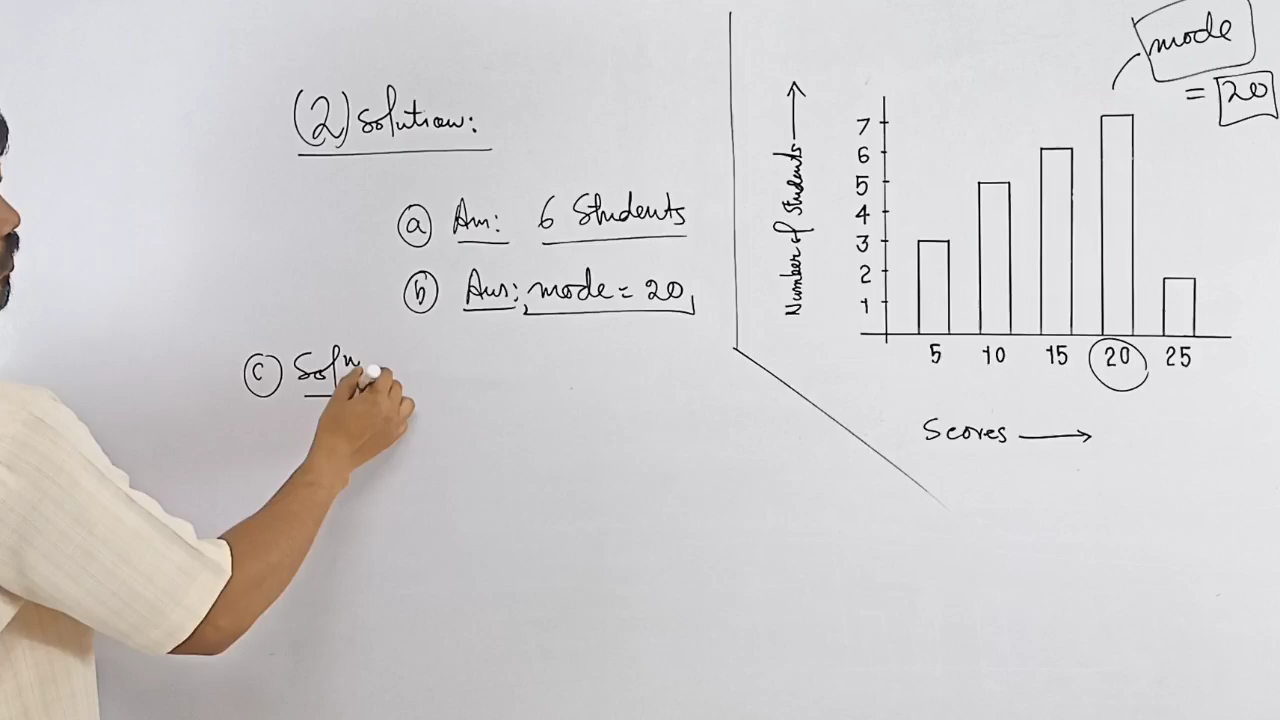 (2) Solution:
(a) Ans: 6 Students
(b) Ans: mode = 20,
(c) Solⁿ
mode
= 20
Number of Students
7
6
5
4
3
2
1
5 10 15 20 25
Scores